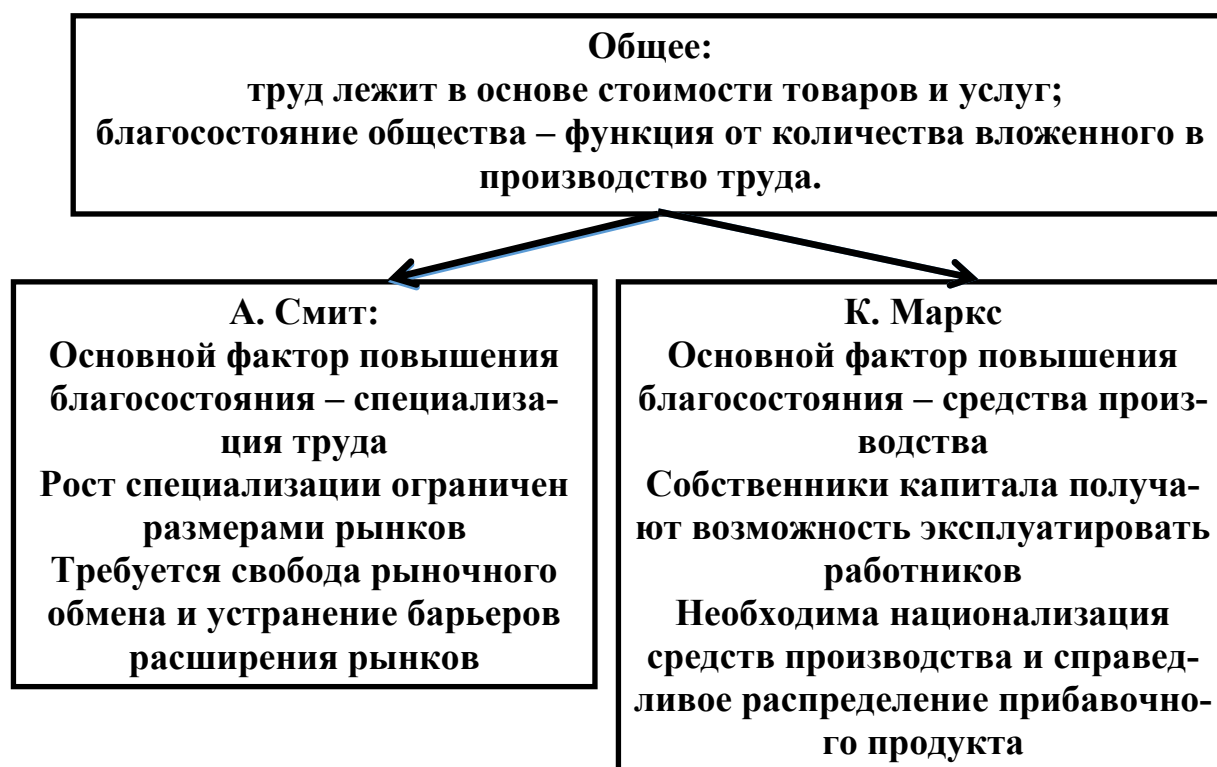 Общее:
труд лежит в основе стоимости товаров и услуг;
благосостояние общества – функция от количества вложенного в
производство труда.
А. Смит:
Основной фактор повышения
благосостояния – специализа-
ция труда
Рост специализации ограничен
размерами рынков
Требуется свобода рыночного
обмена и устранение барьеров
расширения рынков
К. Маркс
Основной фактор повышения
благосостояния – средства произ-
водства
Собственники капитала получа-
ют возможность эксплуатировать
работников
Необходима национализация
средств производства и справед-
ливое распределение прибавочно-
го продукта